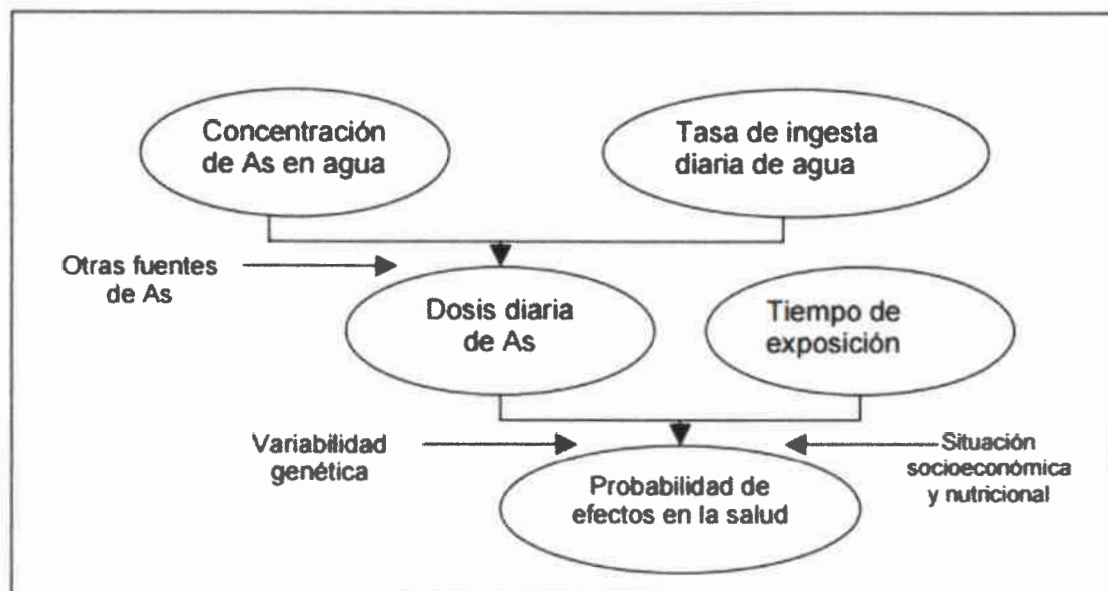 Concentración
de As en agua
Tasa de ingesta
diaria de agua
Otras fuentes
de As
Dosis diaria
de As
Tiempo de
exposición
Variabilidad
genética
Situación
socioeconómica
y nutricional
Probabilidad de
efectos en la salud